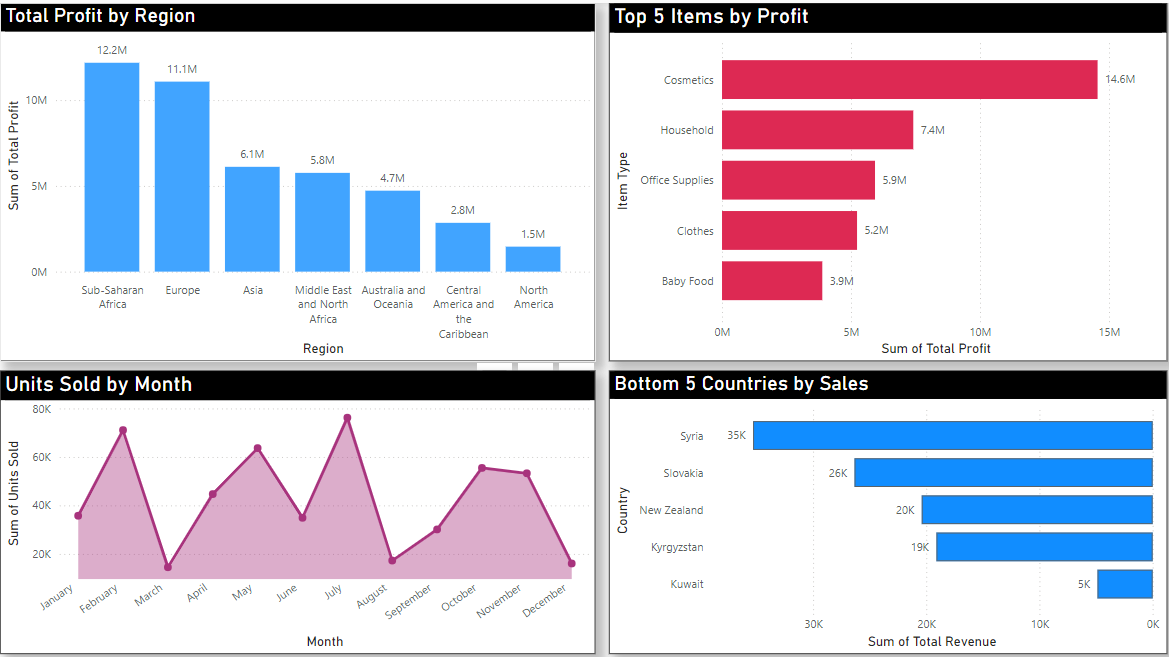 Total Profit by Region
Sum of Total Profit
10M
5M
0M
12.2M
11.1M
6.1M
5.8M
4.7M
2.8M
1.5M
Sub-Saharan
Africa
Europe
Asia
Middle East
and North
Africa
Australia and
Oceania
Central
America and
the
Caribbean
North
America
Region
Top 5 Items by Profit
Item Type
Cosmetics
14.6M
Household
7.4M
Office Supplies
5.9M
Clothes
5.2M
Baby Food
3.9M
0M
5M
10M
15M
Sum of Total Profit
Units Sold by Month
Sum of Units Sold
80K
60K
40K
20K
January
February
March
April
May
June
July
August
September
October
November
December
Month
Bottom 5 Countries by Sales
Country
Syria
35K
Slovakia
26K
New Zealand
20K
Kyrgyzstan
19K
Kuwait
5K
30K
20K
10K
0K
Sum of Total Revenue